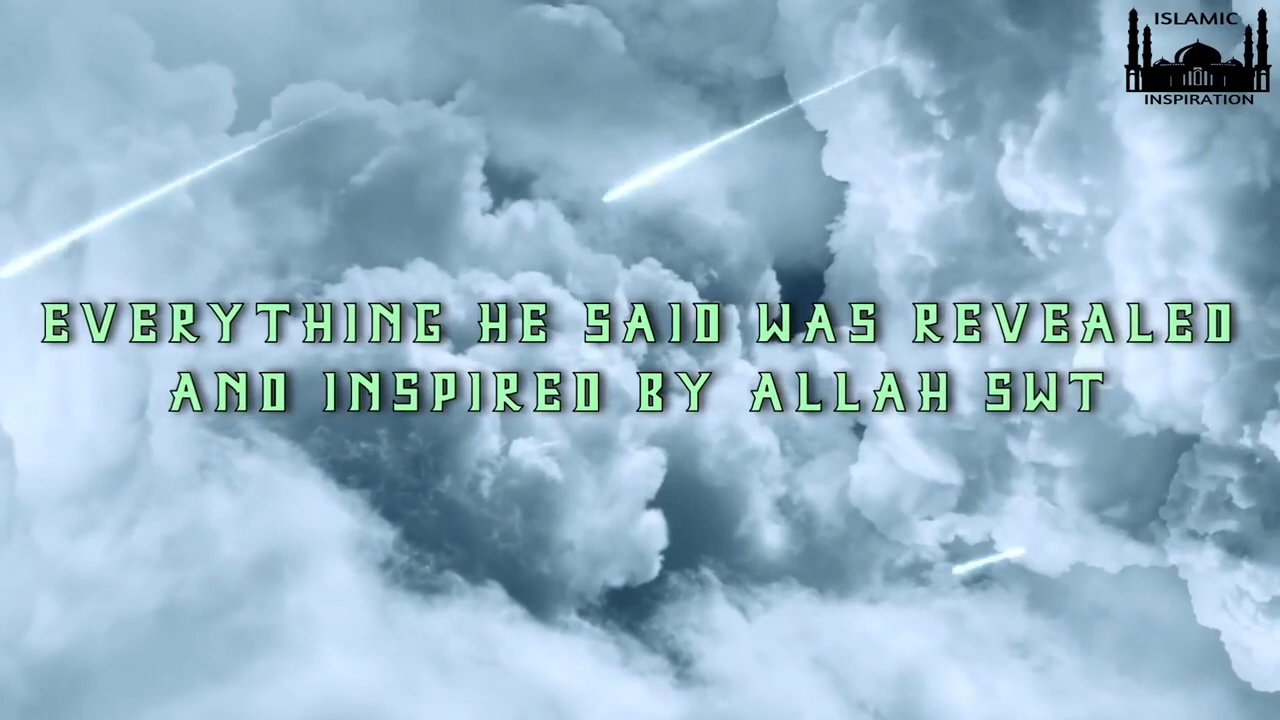 ISLAMIC
INSPIRATION
EVERYTHING HE SAID WAS REVEALED
AND INSPIRED BY ALLAH SWT